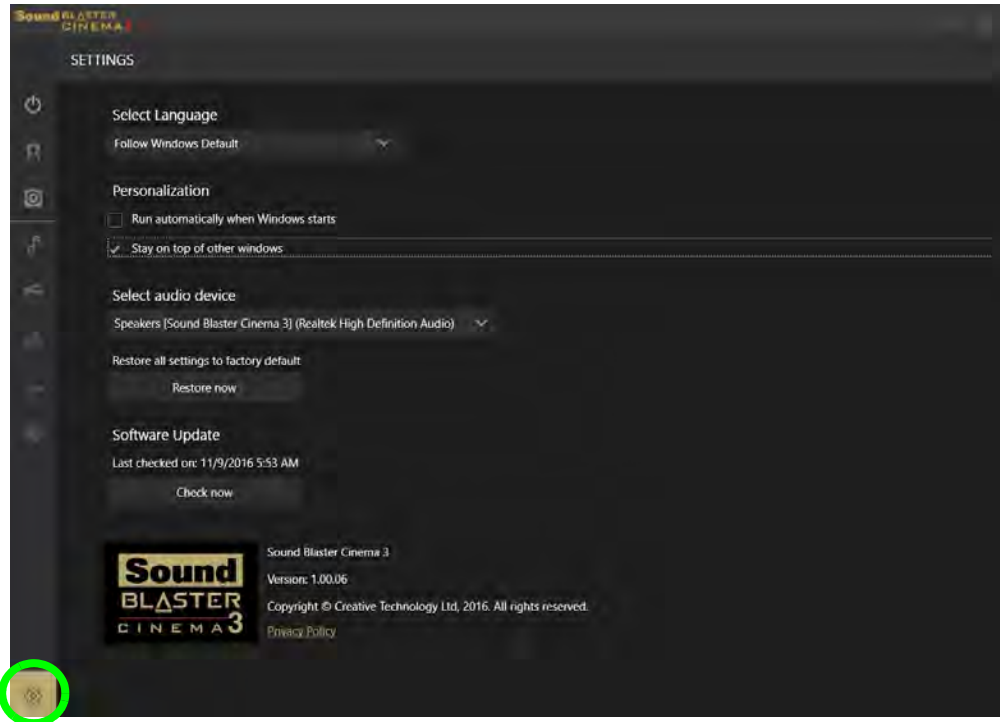 Sound BLASTER
CINEMA 3
SETTINGS
Select Language
Follow Windows Default
Personalization
Run automatically when Windows starts
Stay on top of other windows
Select audio device
Speakers [Sound Blaster Cinema 3] (Realtek High Definition Audio)
Restore all settings to factory default
Restore now
Software Update
Last checked on: 11/9/2016 5:53 AM
Check now
Sound
BLASTER
CINEMA3
Sound Blaster Cinema 3
Version: 1.00.06
Copyright © Creative Technology Ltd, 2016. All rights reserved.
Privacy Policy